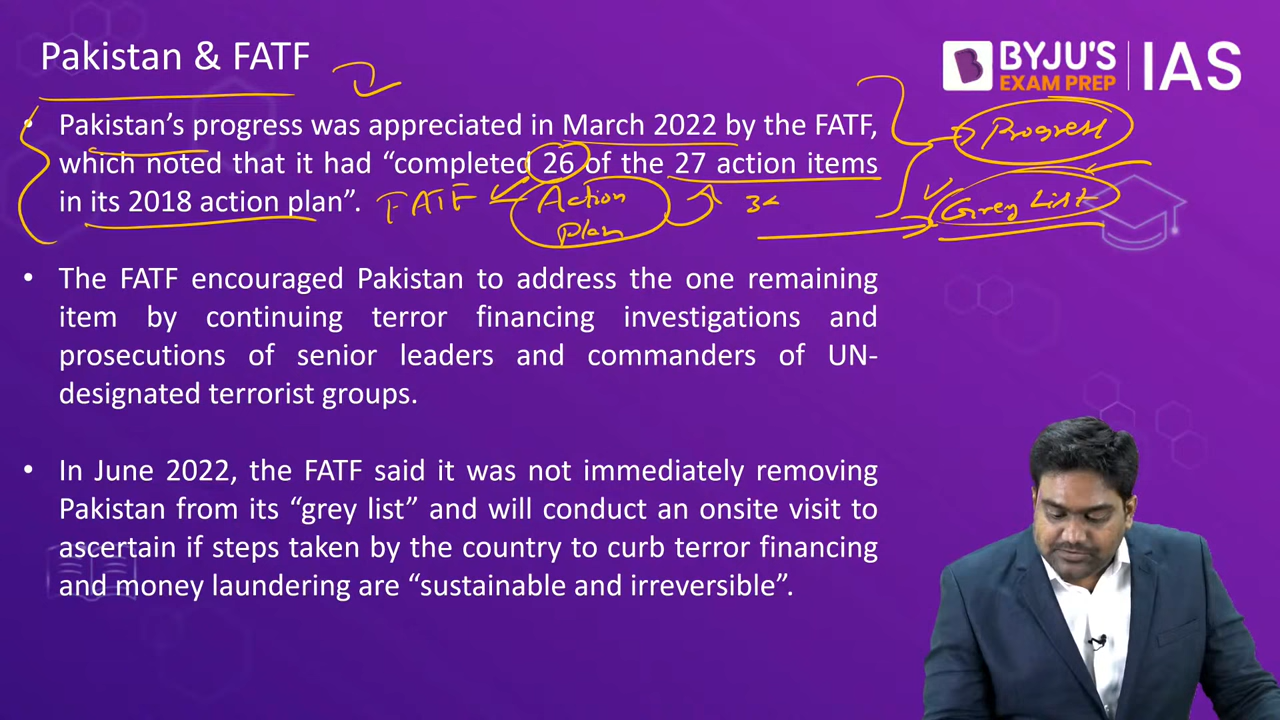 Pakistan & FATF
BYJU'S
EXAM PREP
IAS
• Pakistan's progress was appreciated in March 2022 by the FATF,
which noted that it had “completed 26 of the 27 action items
in its 2018 action plan”.
Progress
FATF
Action
Plan
34
Grey List
• The FATF encouraged Pakistan to address the one remaining
item by continuing terror financing investigations and
prosecutions of senior leaders and commanders of UN-
designated terrorist groups.
• In June 2022, the FATF said it was not immediately removing
Pakistan from its “grey list” and will conduct an onsite visit to
ascertain if steps taken by the country to curb terror financing
and money laundering are “sustainable and irreversible”.